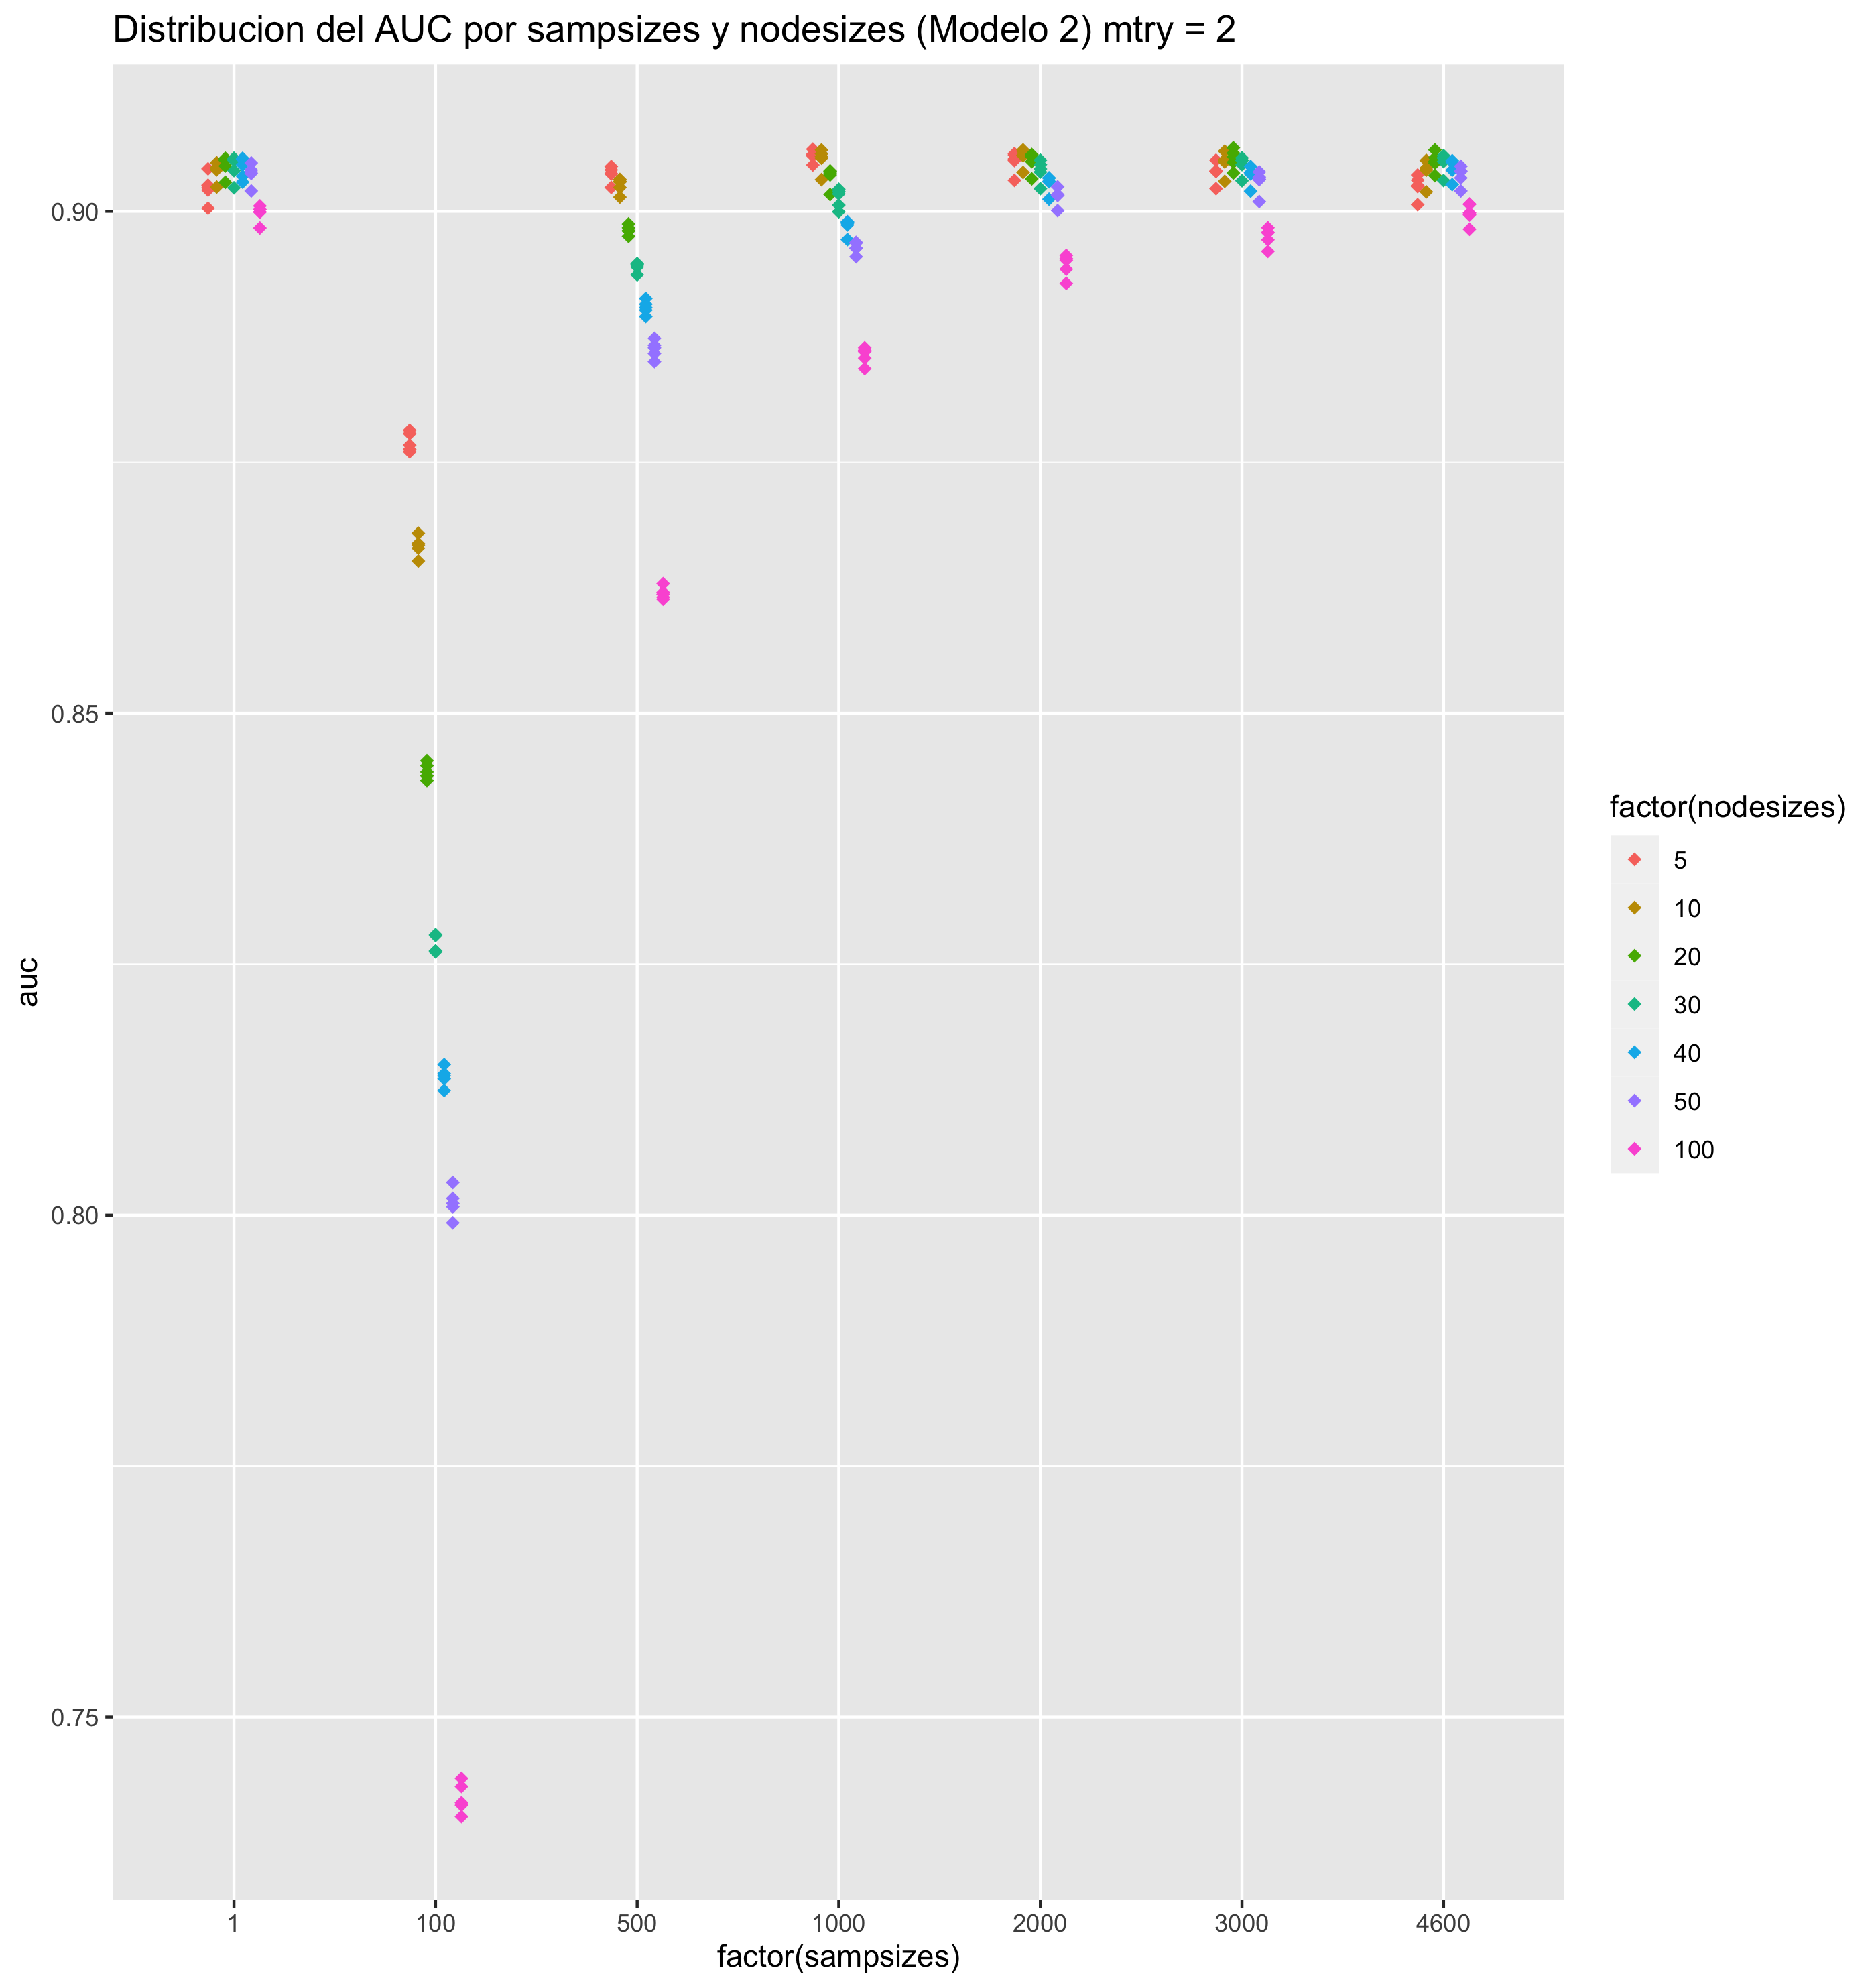 Distribucion del AUC por sampsizes y nodesizes (Modelo 2) mtry = 2
0.90
0.85
0.80
0.75
auc
1 100 500 1000 2000 3000 4600
factor(sampsizes)
factor(nodesizes)
5
10
20
30
40
50
100